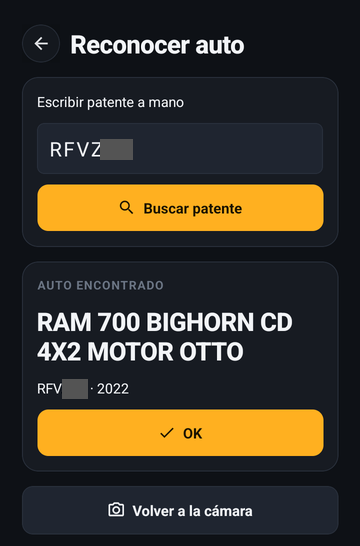 Reconocer auto
Escribir patente a mano
RFVZ
Buscar patente
AUTO ENCONTRADO
RAM 700 BIGHORN CD
4X2 MOTOR OTTO
RFV · 2022
OK
Volver a la cámara